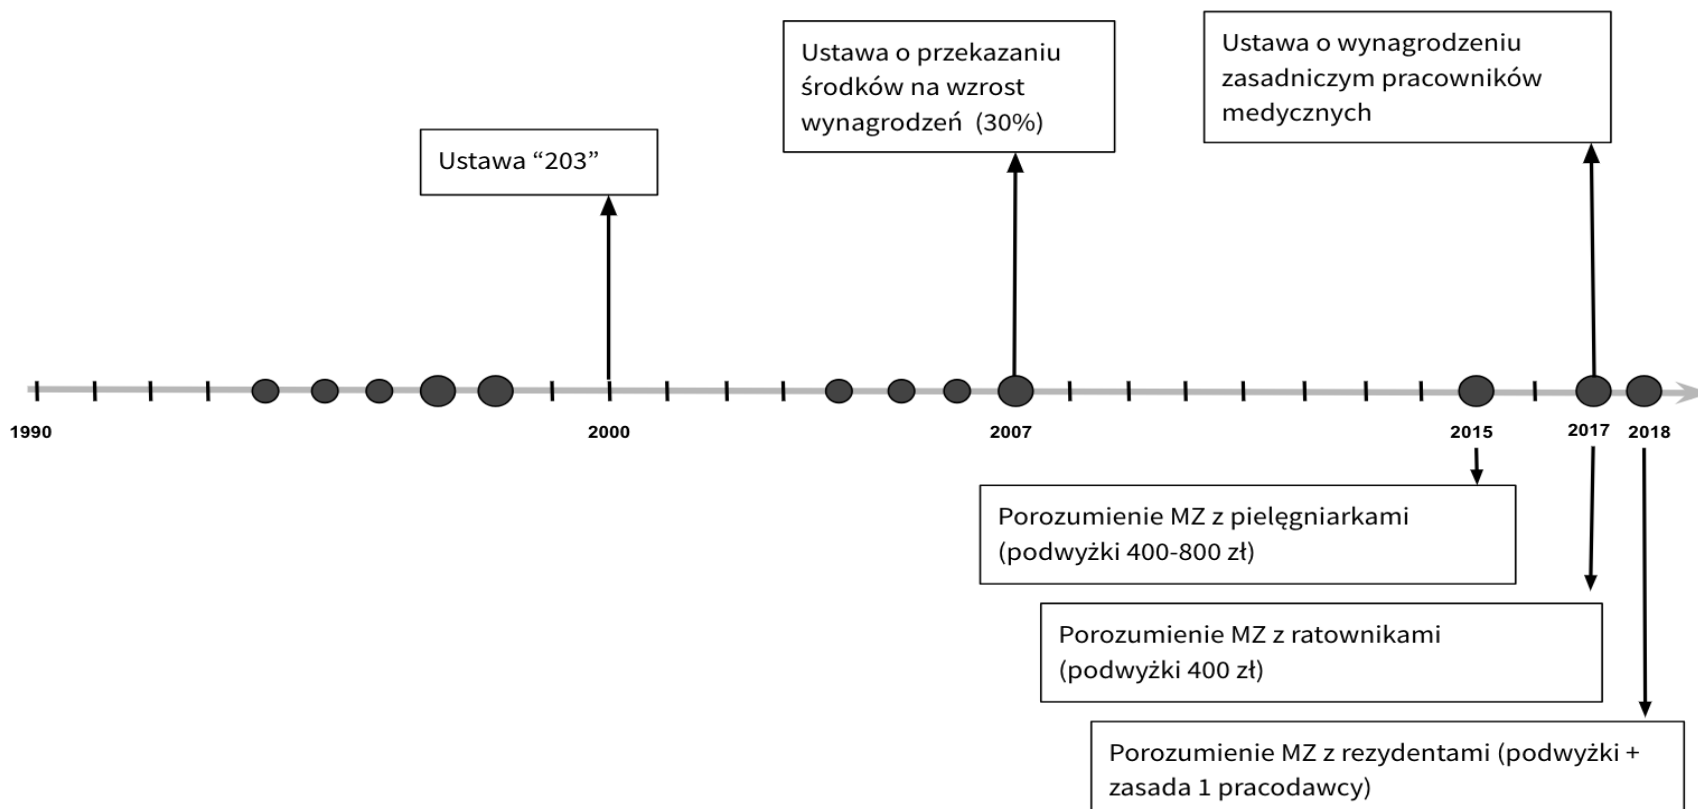 Ustawa o wynagrodzeniu
zasadniczym pracowników
medycznych
Ustawa o przekazaniu
środków na wzrost
wynagrodzeń (30%)
Ustawa “203”
1990
2000
2007
2015
2017
2018
Porozumienie MZ z pielęgniarkami
(podwyżki 400-800 zł)
Porozumienie MZ z ratownikami
(podwyżki 400 zł)
Porozumienie MZ z rezydentami (podwyżki +
zasada 1 pracodawcy)